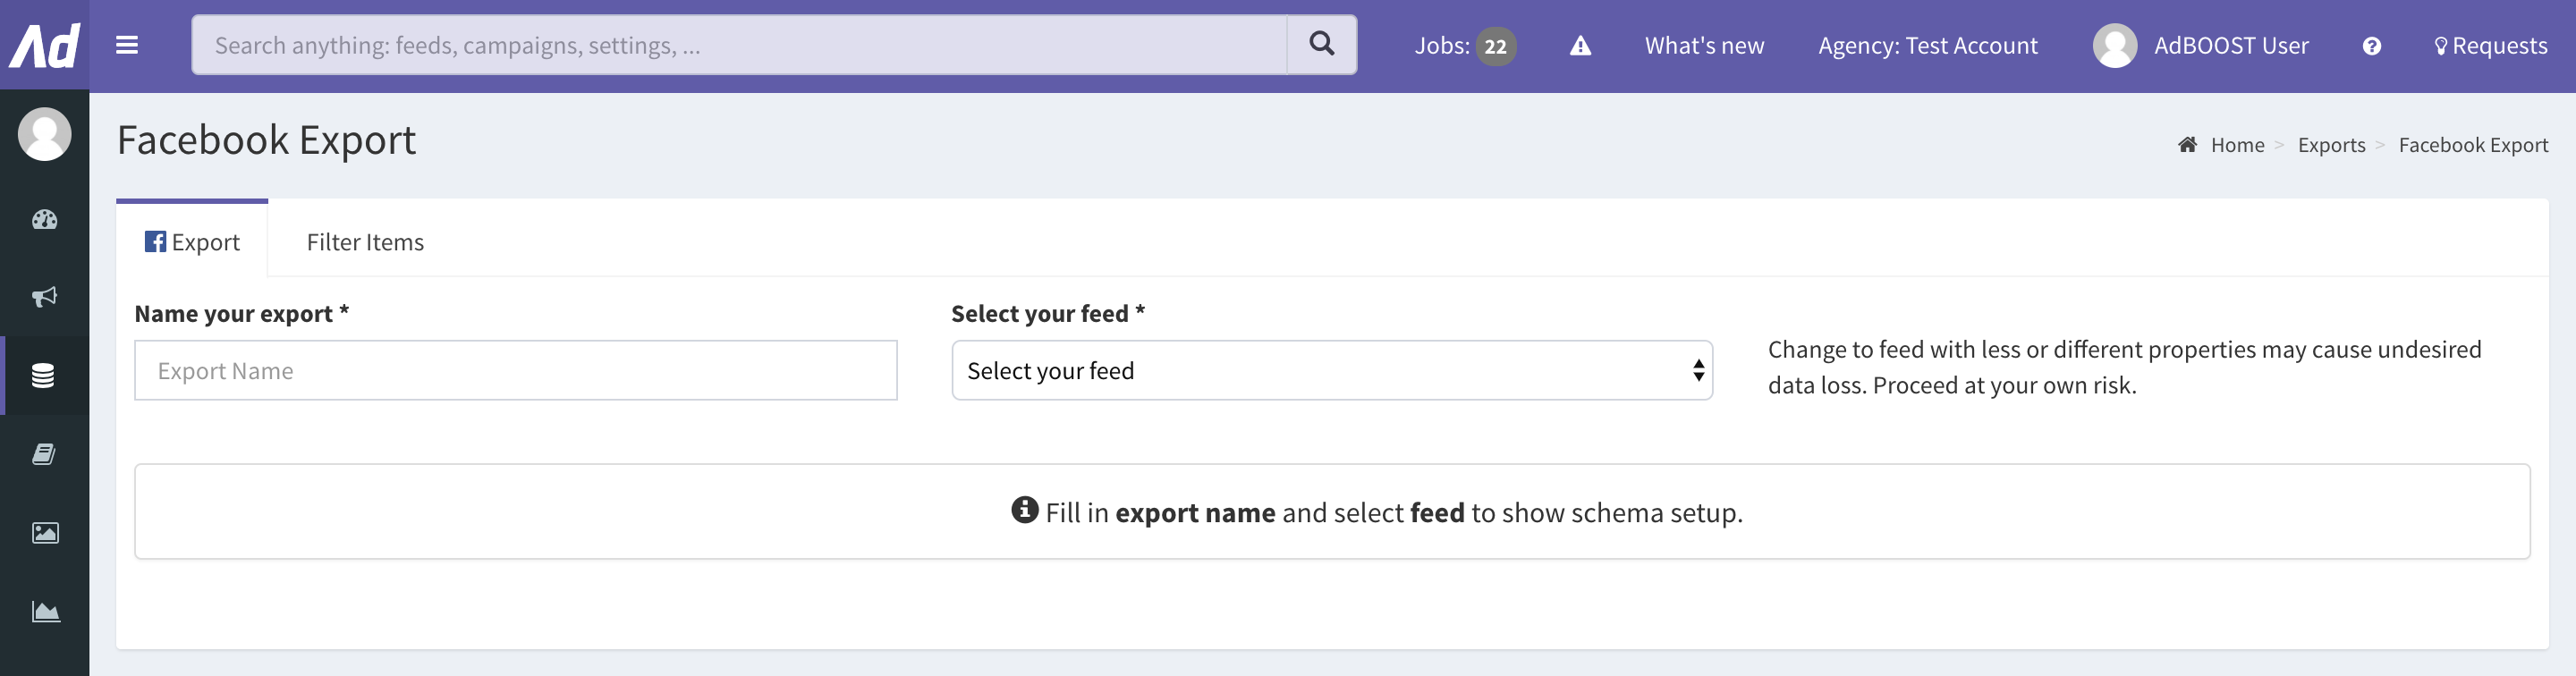 Ad
Search anything: feeds, campaigns, settings, ...
Jobs: 22
What's new
Agency: Test Account
AdBOOST User
Requests
Facebook Export
Home > Exports > Facebook Export
Export
Filter Items
Name your export *
Export Name
Select your feed *
Select your feed
Change to feed with less or different properties may cause undesired
data loss. Proceed at your own risk.
Fill in export name and select feed to show schema setup.